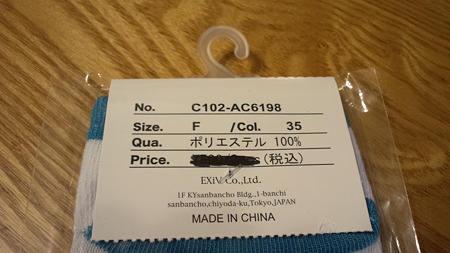 No. C102-AC6198
Size. F /Col. 35
Qua. ポリエステル 100%
Price. (税込)
EXiV Co.,Ltd.
1F KYsanbancho Bldg.,1-banchi
sanbancho,chiyoda-ku,Tokyo,JAPAN
MADE IN CHINA